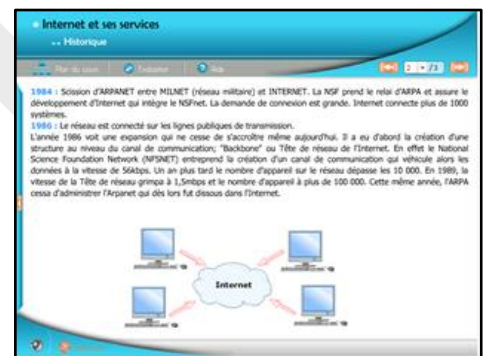 Internet et ses services
Historique
Plan du cours Evaluation Aide 2 /3
1984 : Scission d'ARPANET entre MILNET (réseau militaire) et INTERNET. La NSF prend le relai d'ARPA et assure le
développement d'Internet qui intègre le NSFnet. La demande de connexion est grande. Internet connecte plus de 1000
systèmes.
1986 : Le réseau est connecté sur les lignes publiques de transmission.
L'année 1986 voit une expansion qui ne cesse de s'accroître même aujourd'hui. Il a eu d'abord la création d'une
structure au niveau du canal de communication; "Backbone" ou Tête de réseau de l'Internet. En effet le National
Science Foundation Network (NFSNET) entreprend la création d'un canal de communication qui véhicule alors les
données à la vitesse de 56kbps. Un an plus tard le nombre d'appareil sur le réseau dépasse les 10 000. En 1989, la
vitesse de la Tête de réseau grimpa à 1,5mbps et le nombre d'appareil à plus de 100 000. Cette même année, l'ARPA
cessa d'administrer l'Arpanet qui dès lors fut dissous dans l'Internet.
Internet